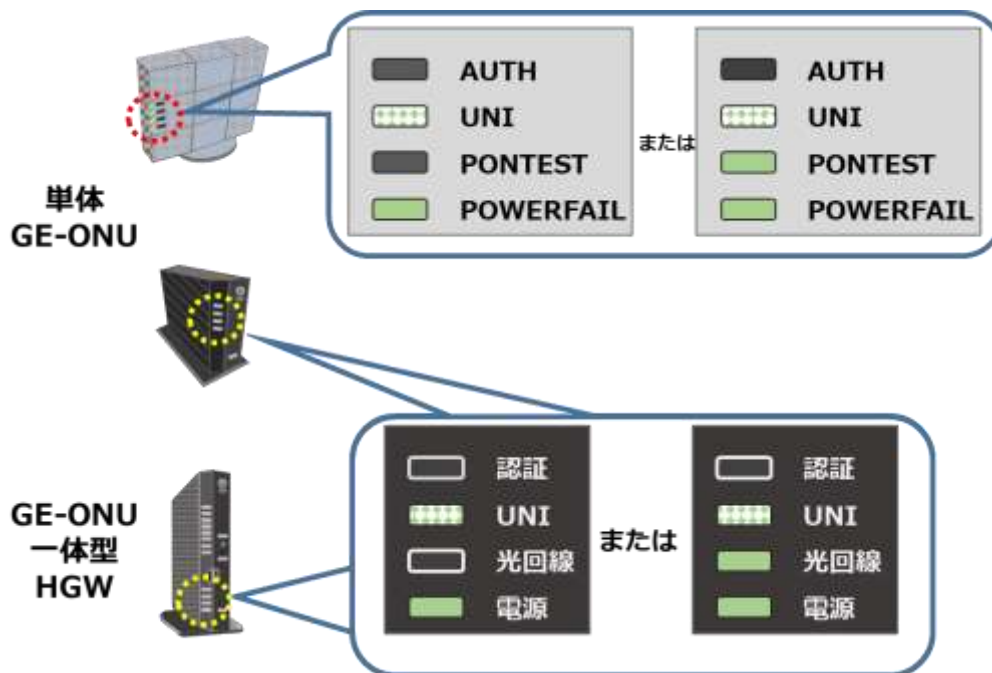 AUTH
UNI
PONTEST
POWERFAIL
または
AUTH
UNI
PONTEST
POWERFAIL
単体
GE-ONU
GE-ONU
一体型
HGW
認証
UNI
光回線
電源
または
認証
UNI
光回線
電源